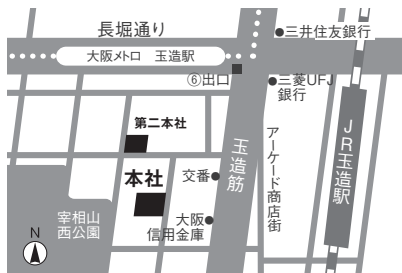 長堀通り
三井住友銀行
大阪メトロ 玉造駅
⑥出口
三菱UFJ
銀行
第二本社
玉造筋
アーケード商店街
JR玉造駅
本社
交番
宰相山
西公園
大阪
信用金庫
N